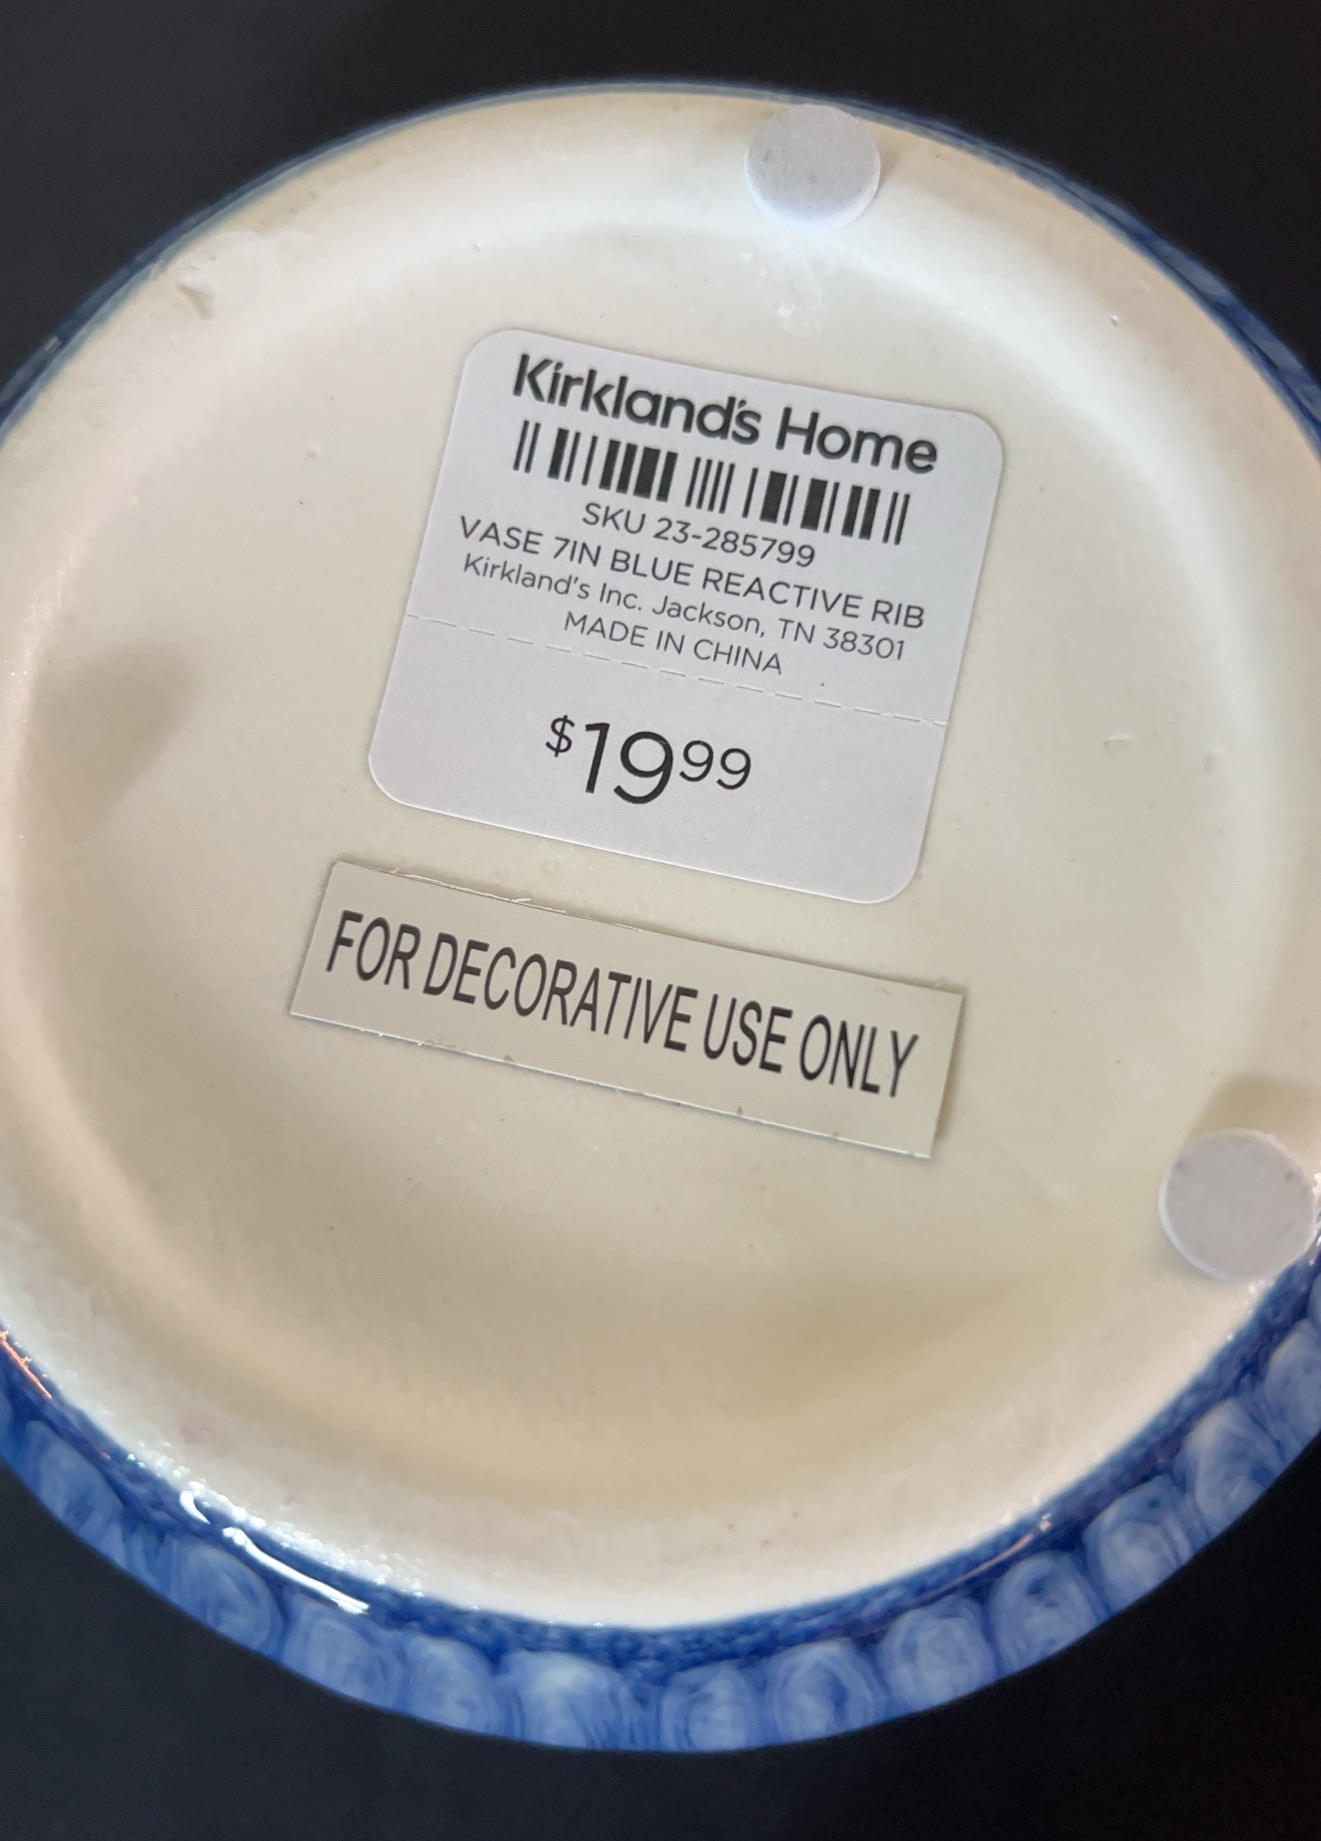 Kirkland's Home
SKU 23-285799
VASE 7IN BLUE REACTIVE RIB
Kirkland's Inc. Jackson, TN 38301
MADE IN CHINA
$19 99
FOR DECORATIVE USE ONLY